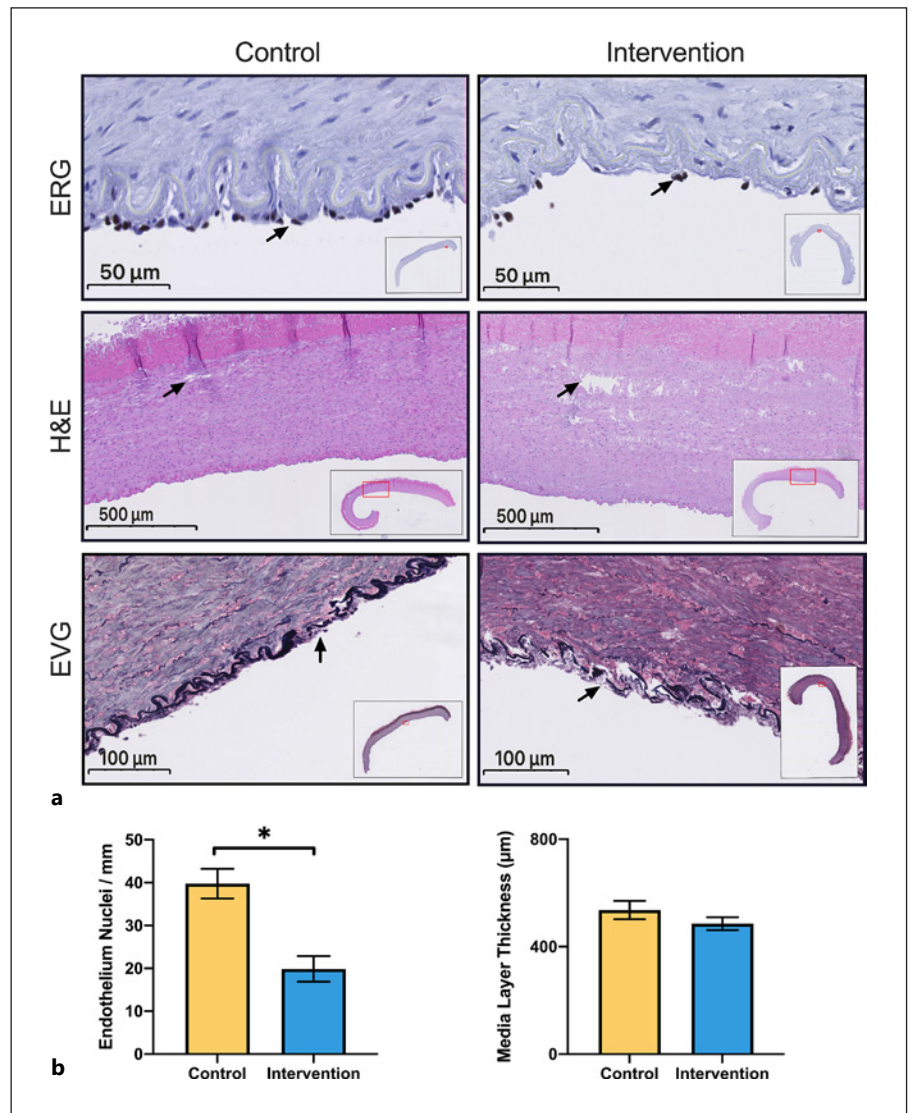 Control Intervention
ERG
50 µm
50 µm
H&E
500 µm
500 µm
EVG
100 µm
100 µm
a
Endothelium Nuclei / mm
50
40
30
20
10
0
*
Control Intervention
Media Layer Thickness (µm)
800
400
0
Control Intervention
b